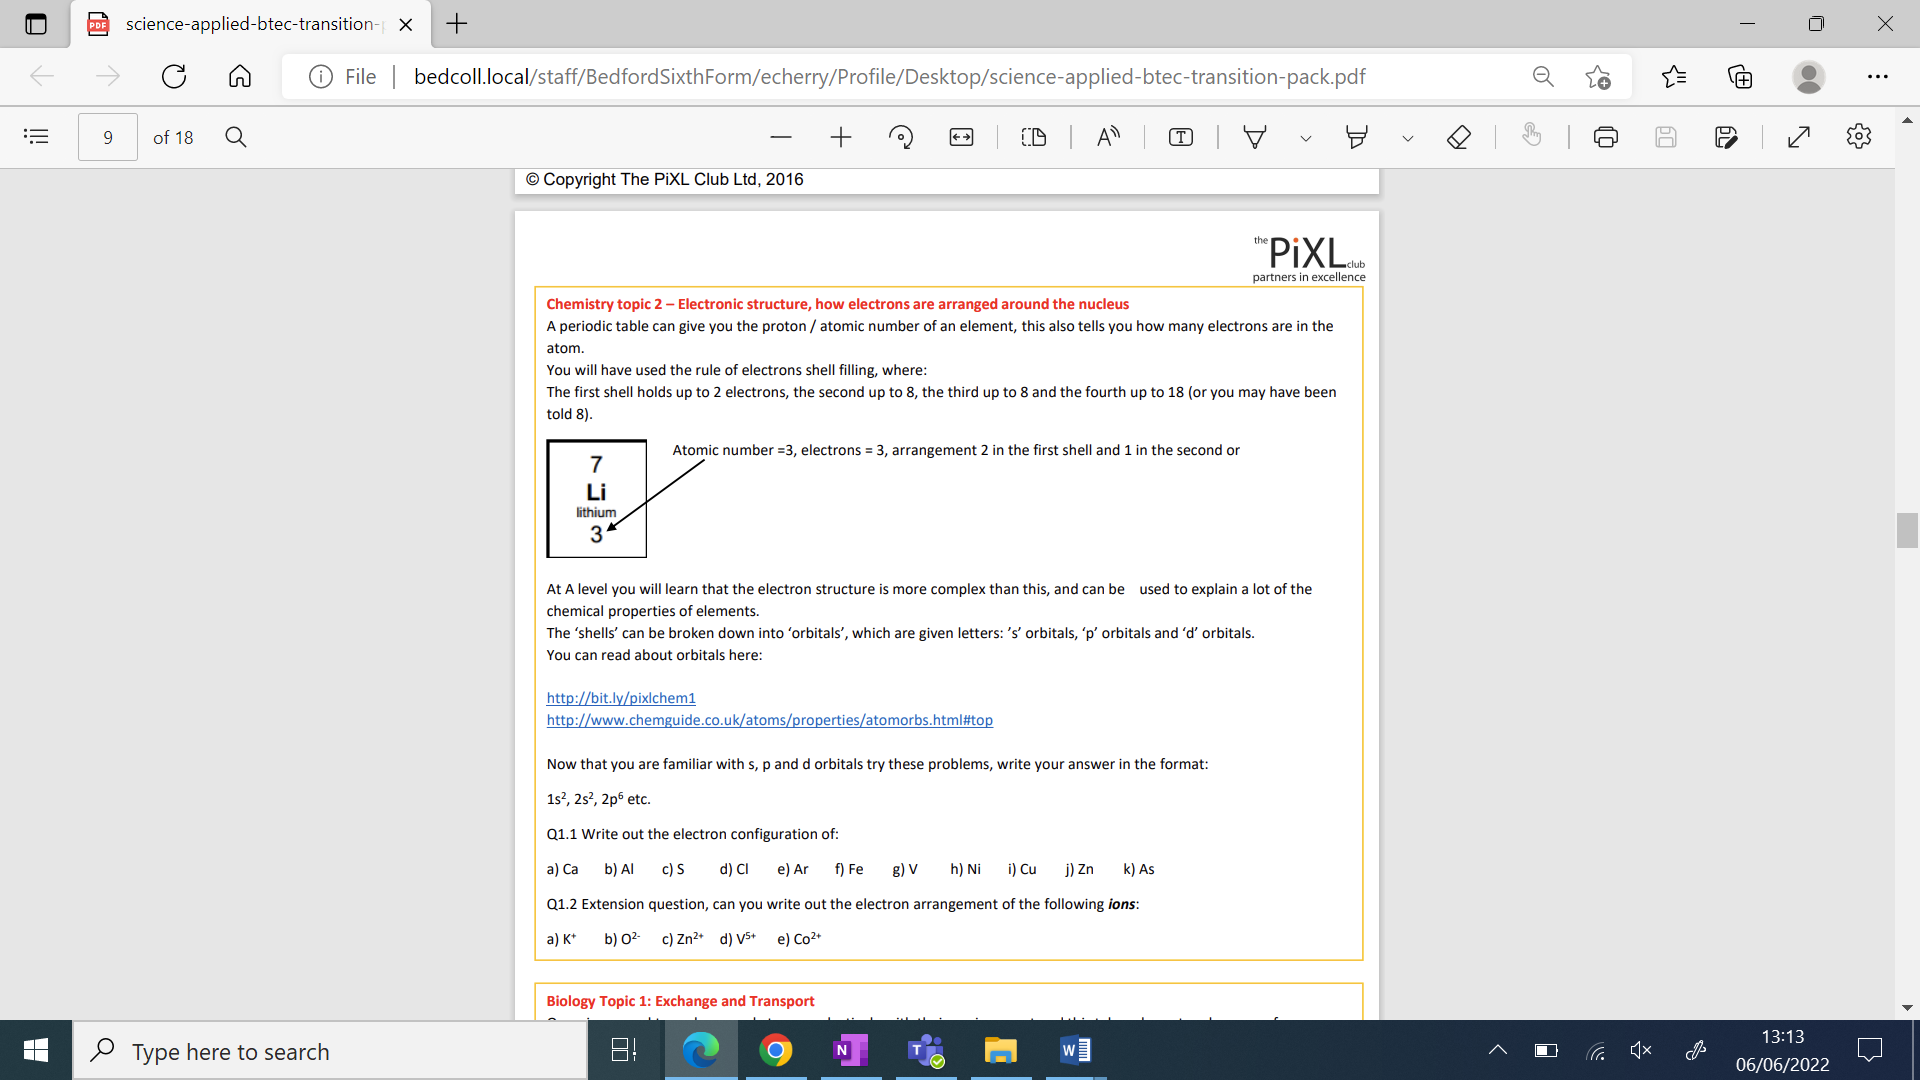 science-applied-btec-transition-p
File
bedcoll.local/staff/BedfordSixthForm/echerry/Profile/Desktop/science-applied-btec-transition-pack.pdf
9 of 18
© Copyright The PiXL Club Ltd, 2016
the PiXL club
partners in excellence
Chemistry topic 2 – Electronic structure, how electrons are arranged around the nucleus
A periodic table can give you the proton / atomic number of an element, this also tells you how many electrons are in the
atom.
You will have used the rule of electrons shell filling, where:
The first shell holds up to 2 electrons, the second up to 8, the third up to 8 and the fourth up to 18 (or you may have been
told 8).
Atomic number =3, electrons = 3, arrangement 2 in the first shell and 1 in the second or
7
Li
lithium
3
At A level you will learn that the electron structure is more complex than this, and can be used to explain a lot of the
chemical properties of elements.
The ‘shells’ can be broken down into ‘orbitals’, which are given letters: ’s’ orbitals, ‘p’ orbitals and ‘d’ orbitals.
You can read about orbitals here:
http://bit.ly/pixlchem1
http://www.chemguide.co.uk/atoms/properties/atomorbs.html#top
Now that you are familiar with s, p and d orbitals try these problems, write your answer in the format:
1s², 2s², 2p⁶ etc.
Q1.1 Write out the electron configuration of:
a) Ca b) Al c) S d) Cl e) Ar f) Fe g) V h) Ni i) Cu j) Zn k) As
Q1.2 Extension question, can you write out the electron arrangement of the following ions:
a) K⁺ b) O²⁻ c) Zn²⁺ d) V⁵⁺ e) Co²⁺
Biology Topic 1: Exchange and Transport
Type here to search
13:13
06/06/2022